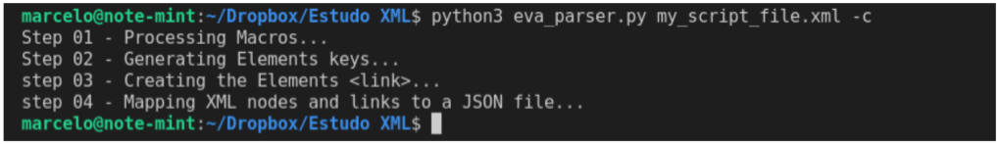 marcelo@note-mint:~/Dropbox/Estudo XML$ python3 eva_parser.py my_script_file.xml -c
Step 01 - Processing Macros...
Step 02 - Generating Elements keys...
step 03 - Creating the Elements <link>...
step 04 - Mapping XML nodes and links to a JSON file...
marcelo@note-mint:~/Dropbox/Estudo XML$